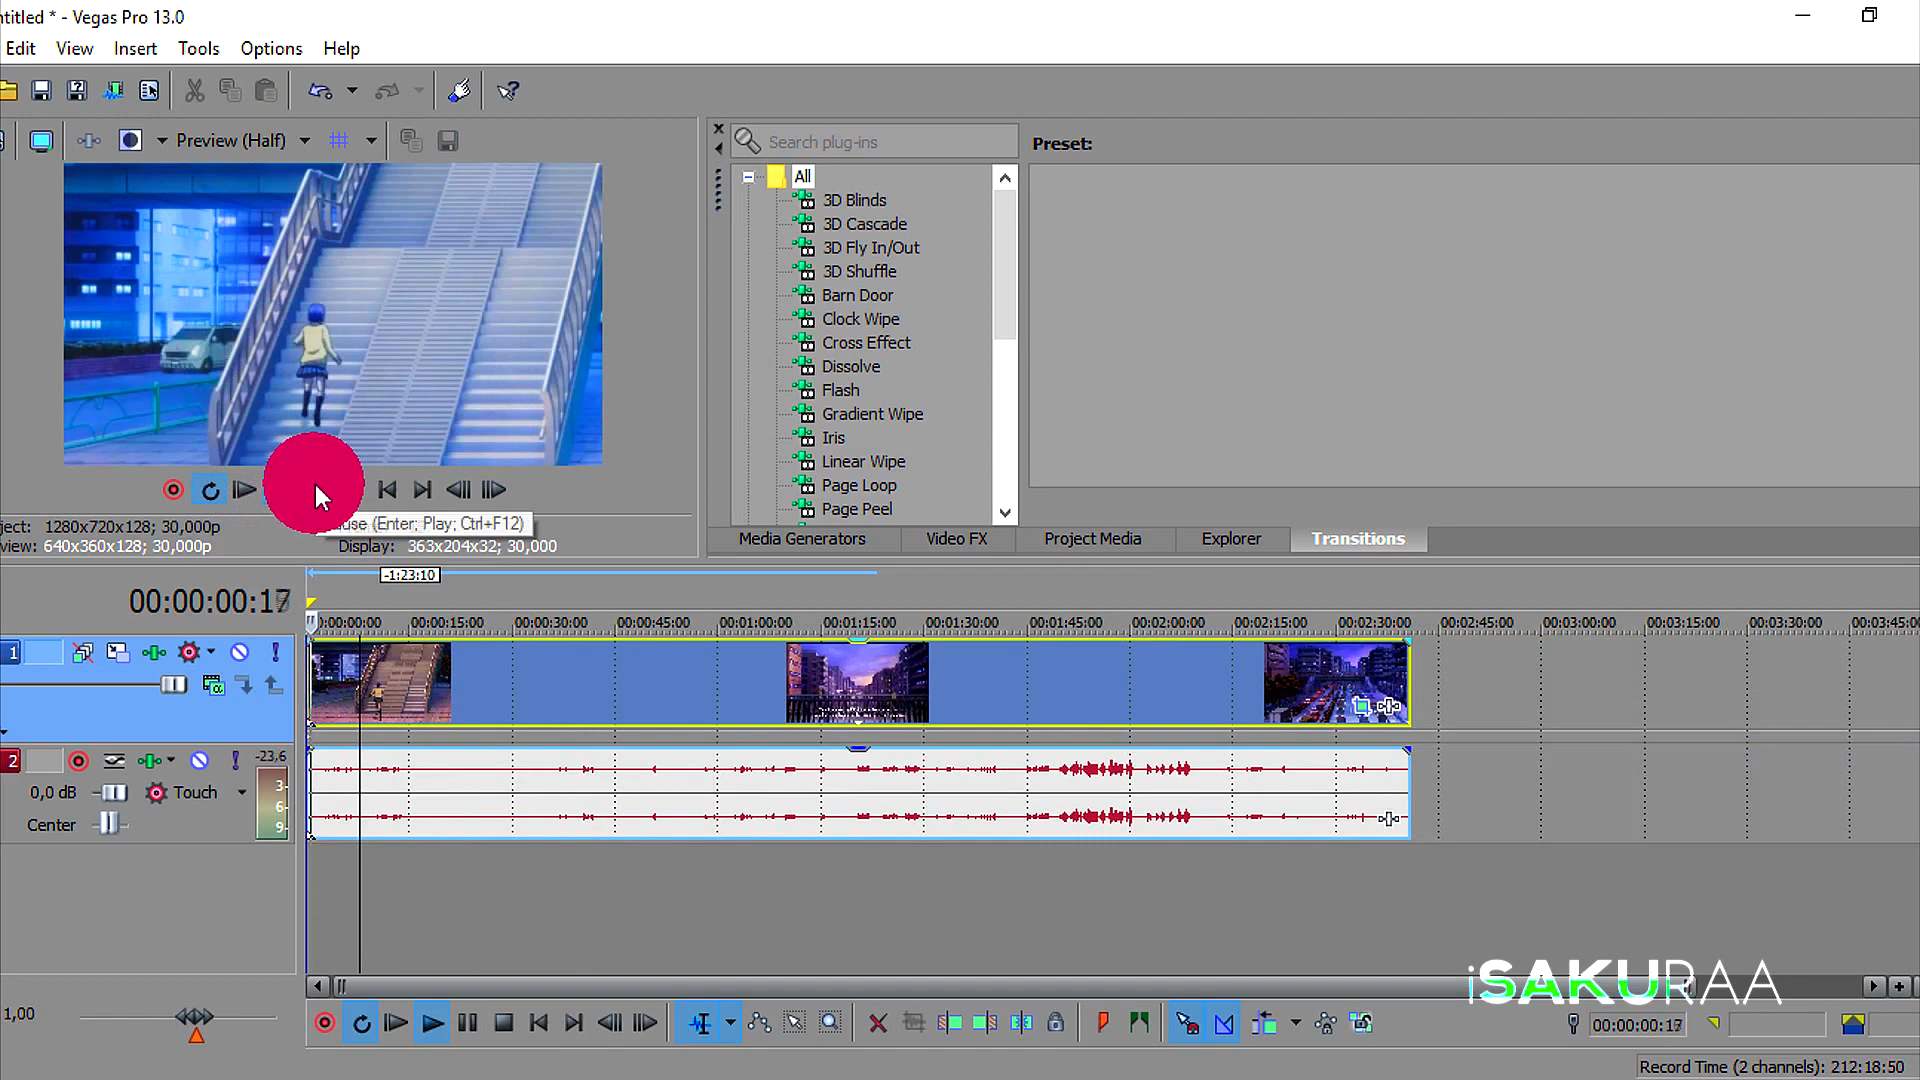 ntitled * - Vegas Pro 13.0
Edit View Insert Tools Options Help
Preview (Half)
Search plug-ins
Preset:
All
3D Blinds
3D Cascade
3D Fly In/Out
3D Shuffle
Barn Door
Clock Wipe
Cross Effect
Dissolve
Flash
Gradient Wipe
Iris
Linear Wipe
Page Loop
Page Peel
use (Enter; Play; Ctrl+F12)
ject: 1280x720x128; 30,000p
view: 640x360x128; 30,000p
Display: 363x204x32; 30,000
Media Generators Video FX Project Media Explorer Transitions
-1:23:10
00:00:00:17
00:00:00 00:00:15:00 00:00:30:00 00:00:45:00 00:01:00:00 00:01:15:00 00:01:30:00 00:01:45:00 00:02:00:00 00:02:15:00 00:02:30:00 00:02:45:00 00:03:00:00 00:03:15:00 00:03:30:00 00:03:45:00
1
2
-23,6
0,0 dB Touch
3
6
Center
9
iSAKURAA
1,00
00:00:00:17
Record Time (2 channels): 212:18:50